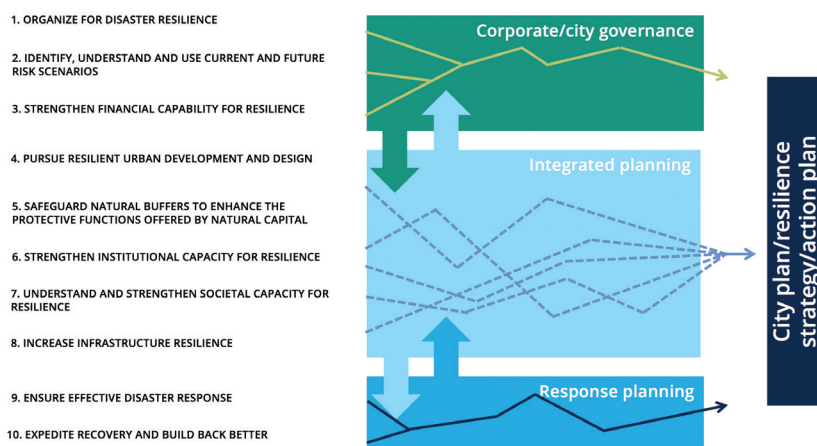 1. ORGANIZE FOR DISASTER RESILIENCE
2. IDENTIFY, UNDERSTAND AND USE CURRENT AND FUTURE
RISK SCENARIOS
3. STRENGTHEN FINANCIAL CAPABILITY FOR RESILIENCE
4. PURSUE RESILIENT URBAN DEVELOPMENT AND DESIGN
5. SAFEGUARD NATURAL BUFFERS TO ENHANCE THE
PROTECTIVE FUNCTIONS OFFERED BY NATURAL CAPITAL
6. STRENGTHEN INSTITUTIONAL CAPACITY FOR RESILIENCE
7. UNDERSTAND AND STRENGTHEN SOCIETAL CAPACITY FOR
RESILIENCE
8. INCREASE INFRASTRUCTURE RESILIENCE
9. ENSURE EFFECTIVE DISASTER RESPONSE
10. EXPEDITE RECOVERY AND BUILD BACK BETTER
Corporate/city governance
Integrated planning
Response planning
City plan/resilience
strategy/action plan